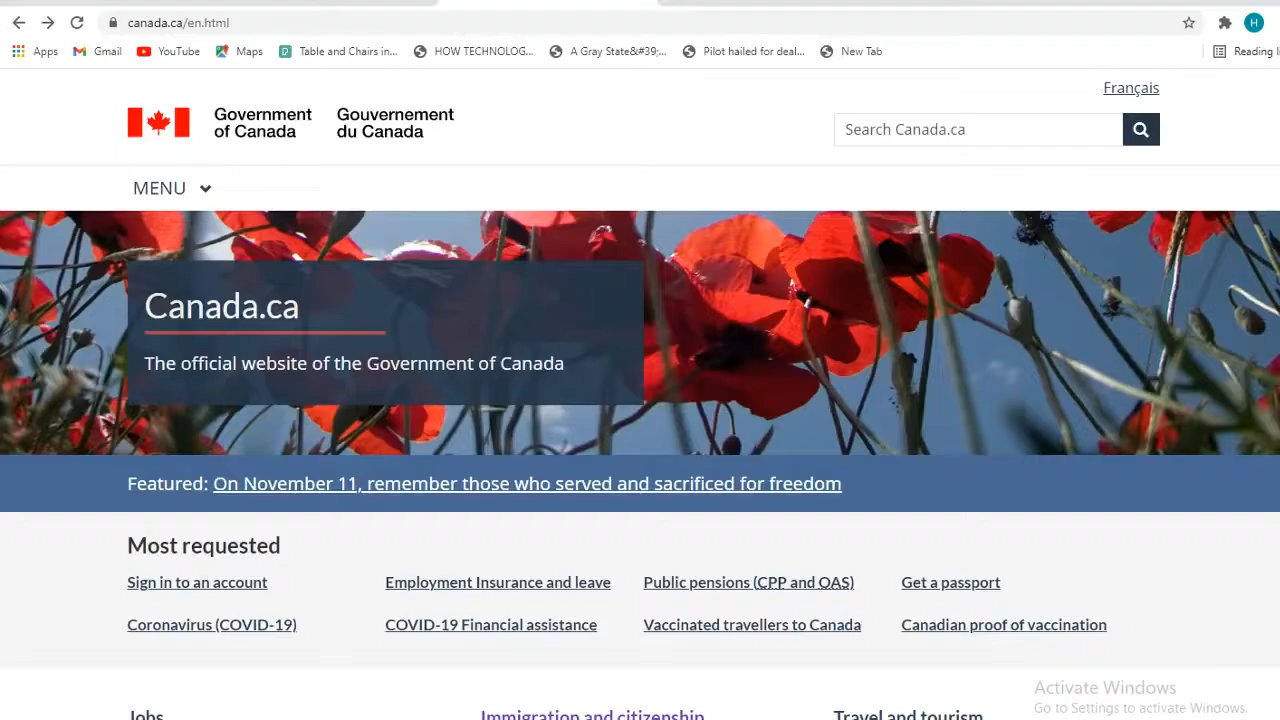 canada.ca/en.html
H
Apps Gmail YouTube Maps Table and Chairs in... HOW TECHNOLOG... A Gray State&#39;... Pilot hailed for deal... New Tab Reading
Français
Government of Canada
Gouvernement du Canada
Search Canada.ca
MENU
Canada.ca
The official website of the Government of Canada
Featured: On November 11, remember those who served and sacrificed for freedom
Most requested
Sign in to an account Employment Insurance and leave Public pensions (CPP and OAS) Get a passport
Coronavirus (COVID-19) COVID-19 Financial assistance Vaccinated travellers to Canada Canadian proof of vaccination
Activate Windows
Go to Settings to activate Windows.
Jobs Immigration and citizenship Travel and tourism